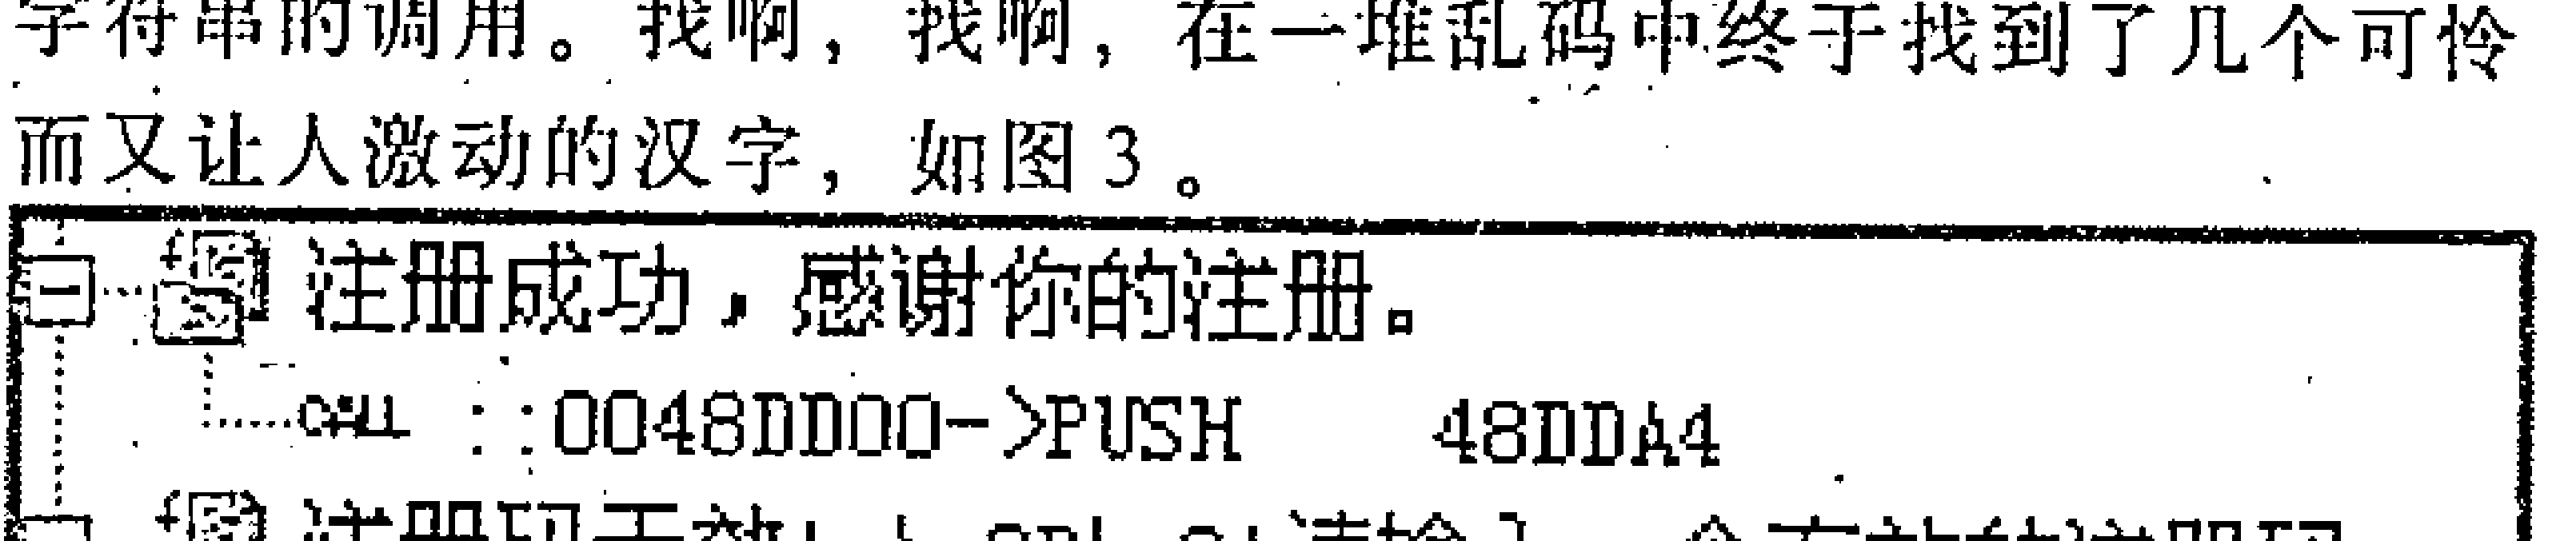 字符串的调用。找啊，找啊，在一堆乱码中终于找到了几个可怜
而又让人激动的汉字，如图3。
注册成功，感谢你的注册。
CALL ::0048DD00->PUSH 48DDA4